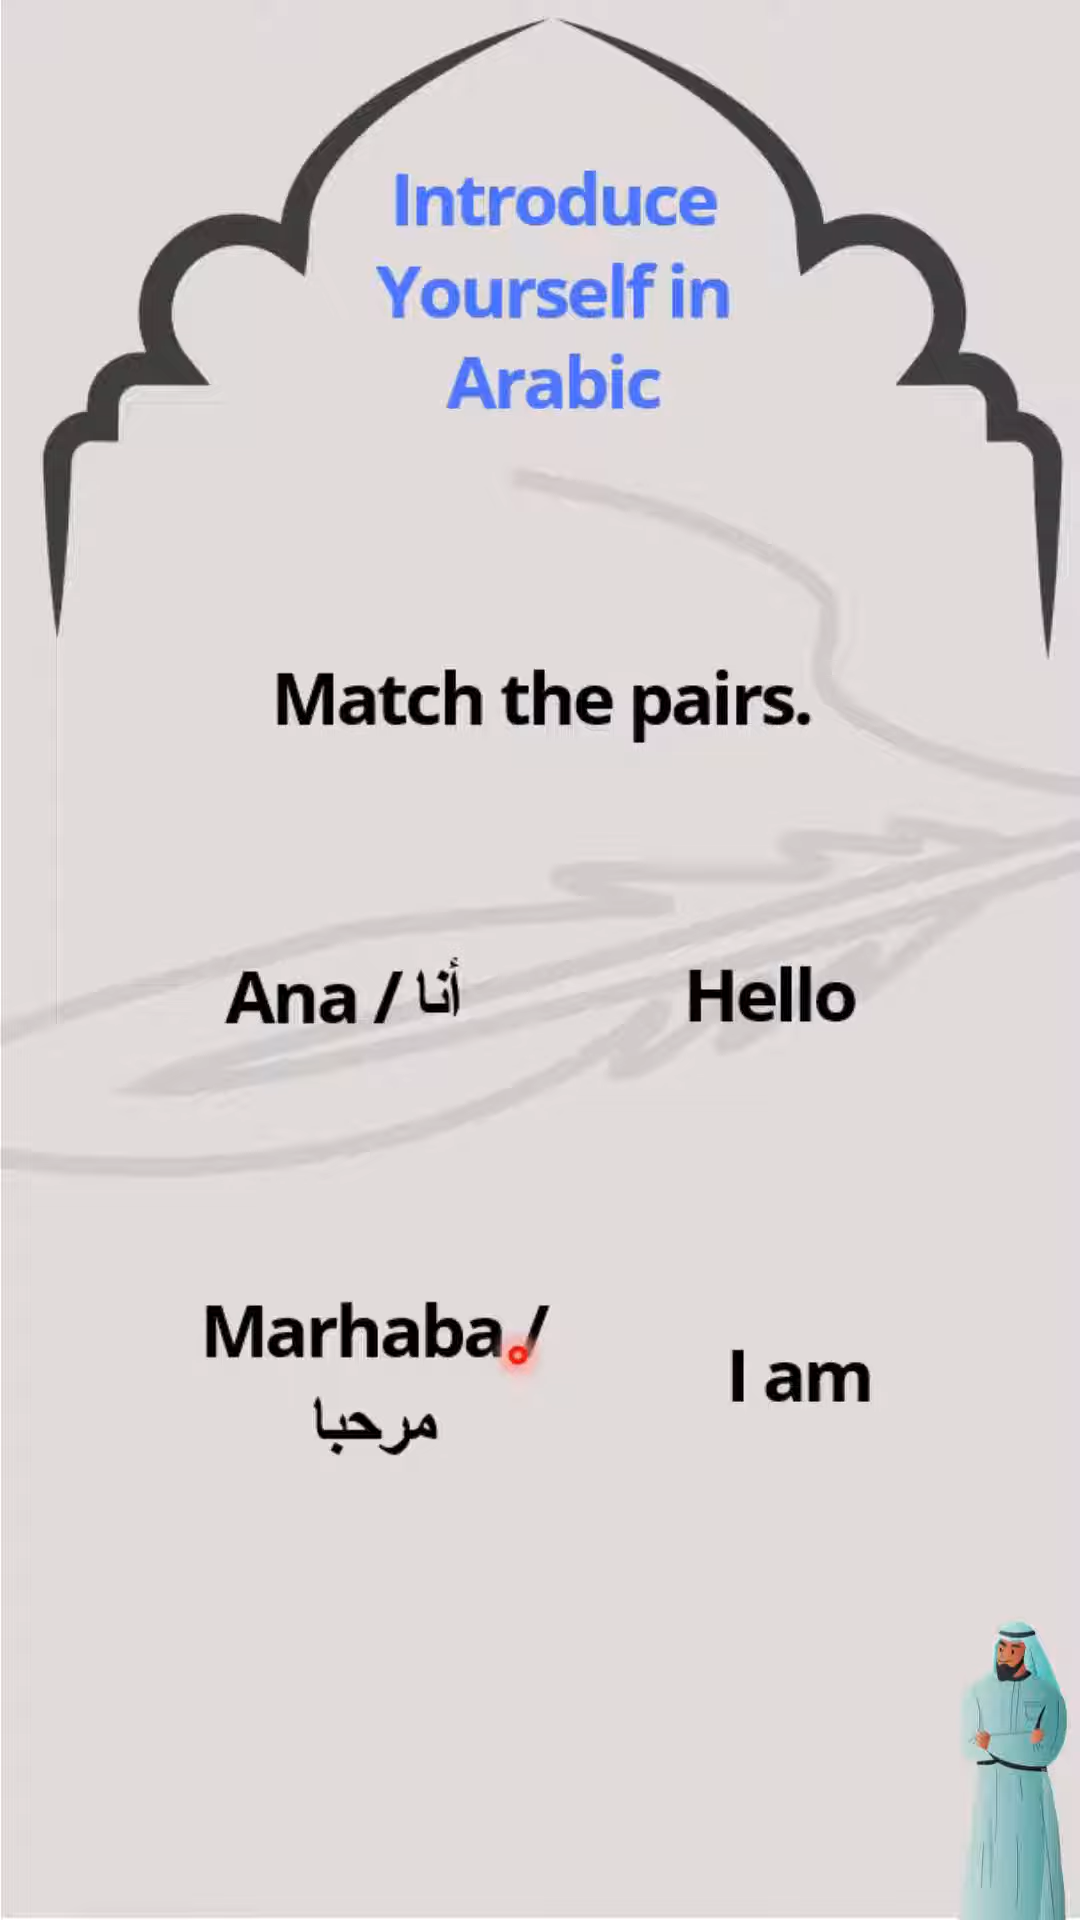 Introduce
Yourself in
Arabic
Match the pairs.
Ana / أنا
Hello
Marhaba /
مرحبا
I am